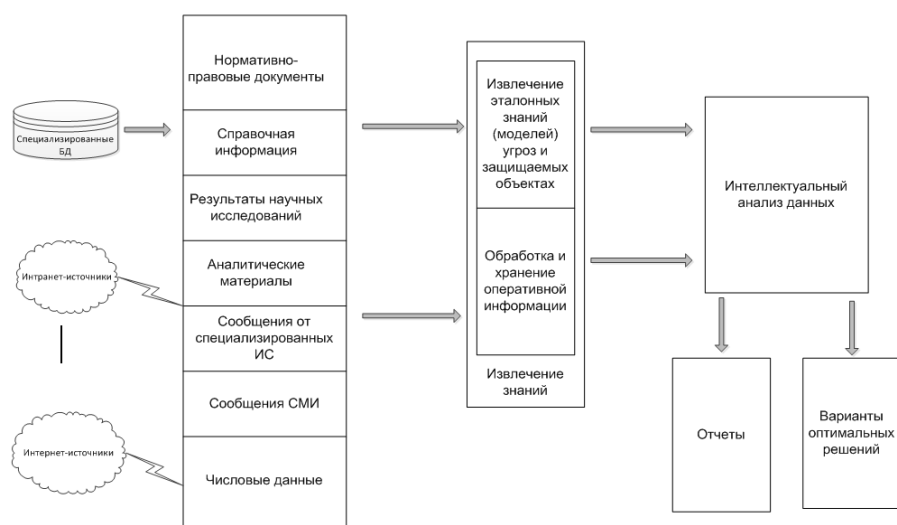 Специализированные
БД
Интранет-источники
Интернет-источники
Нормативно-
правовые документы
Справочная
информация
Результаты научных
исследований
Аналитические
материалы
Сообщения от
специализированных
ИС
Сообщения СМИ
Числовые данные
Извлечение
эталонных
знаний
(моделей)
угроз и
защищаемых
объектах
Обработка и
хранение
оперативной
информации
Извлечение
знаний
Интеллектуальный
анализ данных
Отчеты
Варианты
оптимальных
решений